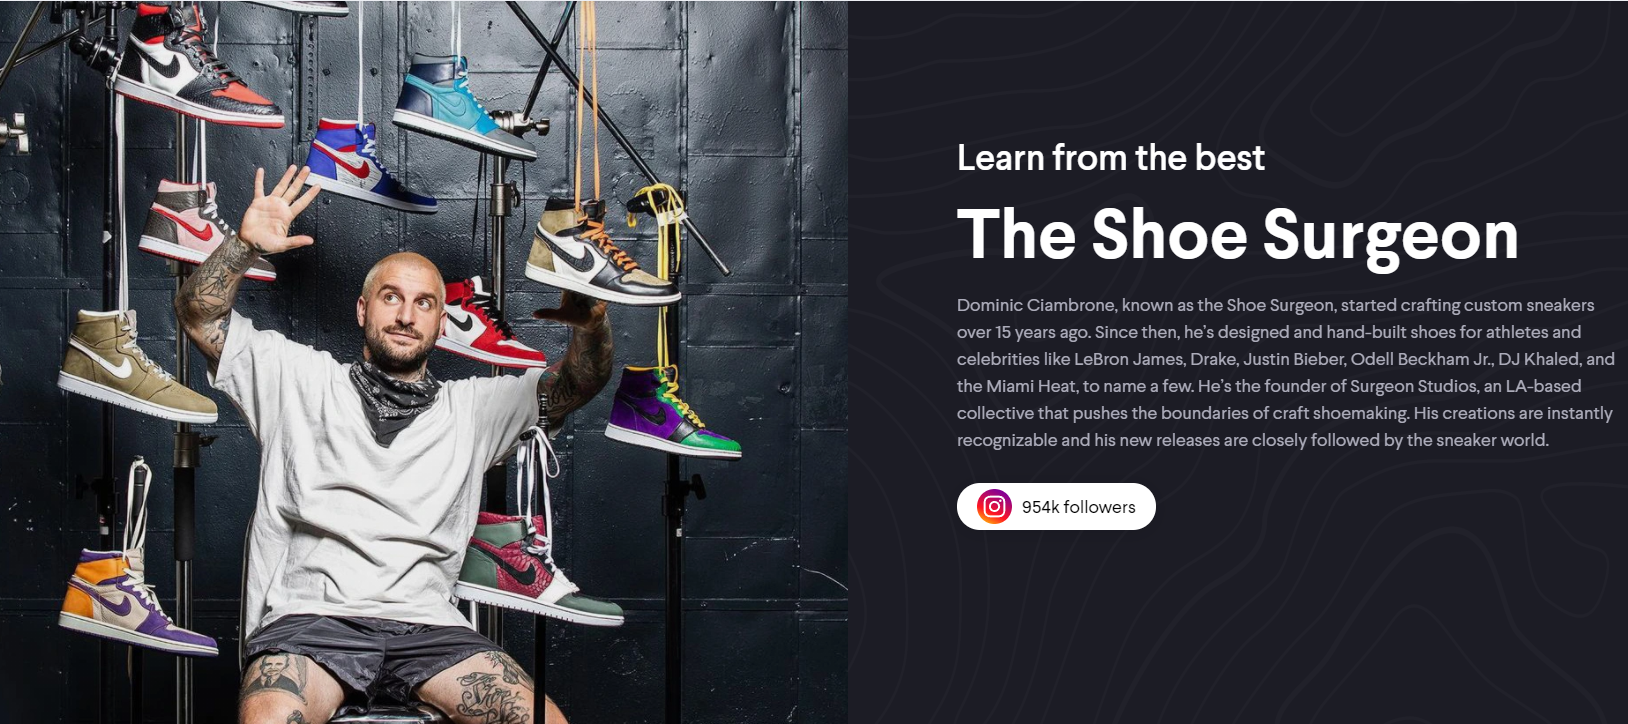 Learn from the best
The Shoe Surgeon
Dominic Ciambrone, known as the Shoe Surgeon, started crafting custom sneakers
over 15 years ago. Since then, he's designed and hand-built shoes for athletes and
celebrities like LeBron James, Drake, Justin Bieber, Odell Beckham Jr., DJ Khaled, and
the Miami Heat, to name a few. He's the founder of Surgeon Studios, an LA-based
collective that pushes the boundaries of craft shoemaking. His creations are instantly
recognizable and his new releases are closely followed by the sneaker world.
954k followers